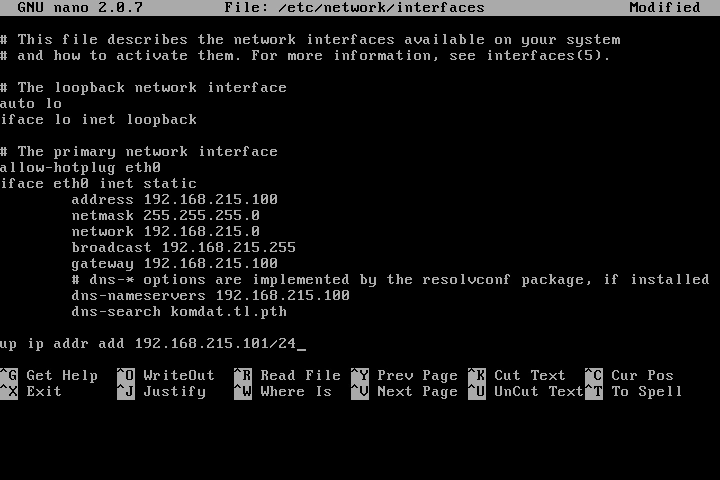 GNU nano 2.0.7 File: /etc/network/interfaces Modified
# This file describes the network interfaces available on your system
# and how to activate them. For more information, see interfaces(5).
# The loopback network interface
auto lo
iface lo inet loopback
# The primary network interface
allow-hotplug eth0
iface eth0 inet static
address 192.168.215.100
netmask 255.255.255.0
network 192.168.215.0
broadcast 192.168.215.255
gateway 192.168.215.100
# dns-* options are implemented by the resolvconf package, if installed
dns-nameservers 192.168.215.100
dns-search komdat.tl.pth
up ip addr add 192.168.215.101/24_
^G Get Help ^O WriteOut ^R Read File ^Y Prev Page ^K Cut Text ^C Cur Pos
^X Exit ^J Justify ^W Where Is ^V Next Page ^U UnCut Text ^T To Spell